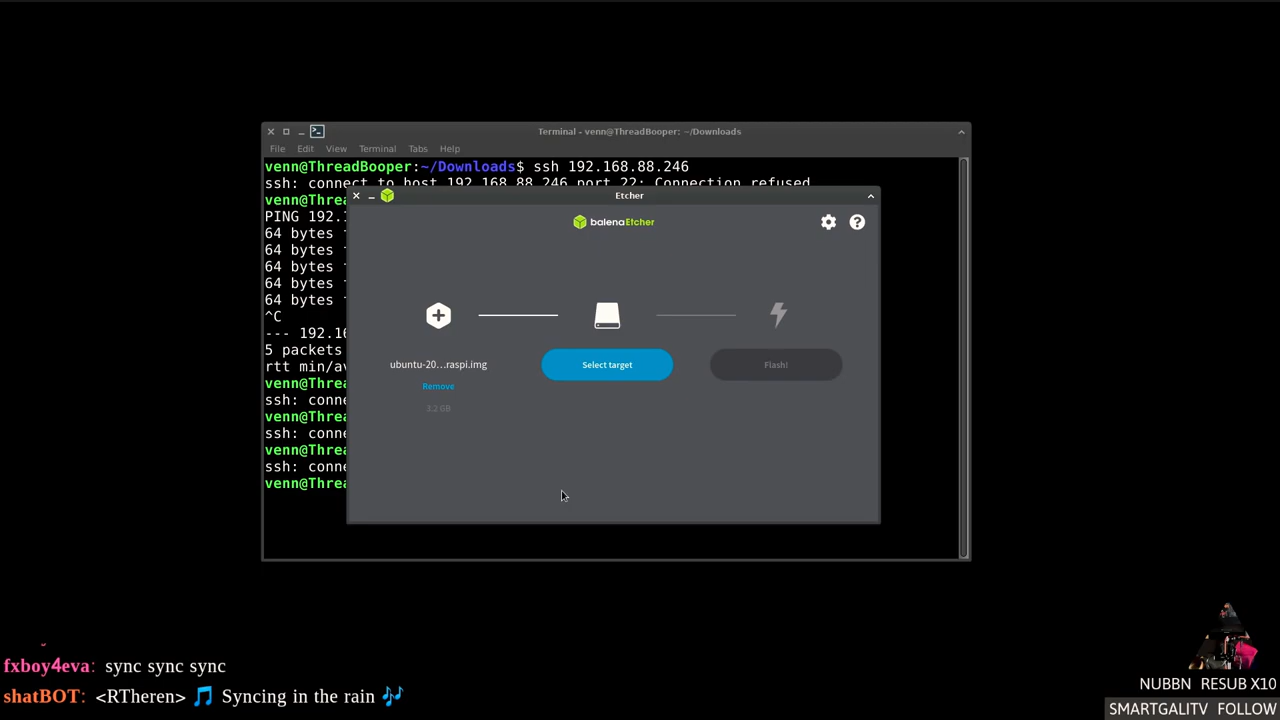 Terminal - venn@ThreadBooper: ~/Downloads
File Edit View Terminal Tabs Help
venn@ThreadBooper:~/Downloads$ ssh 192.168.88.246
ssh: connect to host 192.168.88.246 port 22: Connection refused
venn@Threa
PING 192.1
64 bytes
64 bytes
64 bytes
64 bytes
64 bytes
^C
--- 192.16
5 packets
rtt min/av
venn@Threa
ssh: conne
venn@Threa
ssh: conne
venn@Threa
ssh: conne
venn@Threa
Etcher
balenaEtcher
ubuntu-20...raspi.img
Remove
3.2 GB
Select target
Flash!
fxboy4eva: sync sync sync
shatBOT: <RTheren> 🎵 Syncing in the rain 🎶
NUBBN RESUB X10
SMARTGALITV FOLLOW